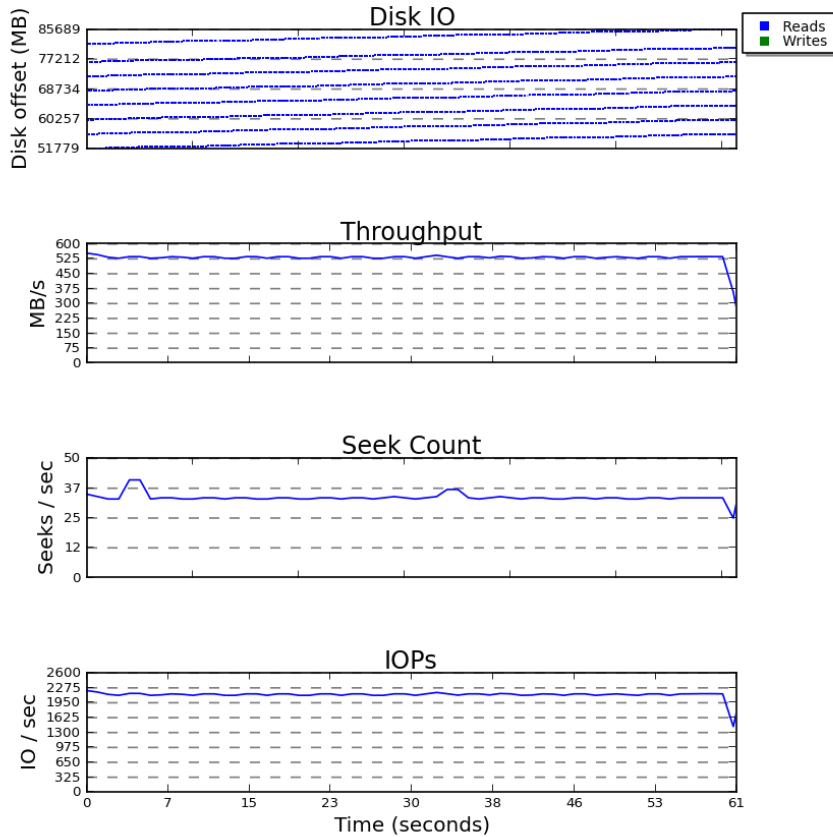 Disk IO
Reads
Writes
Disk offset (MB)
85689
77212
68734
60257
51779
Throughput
MB/s
600
525
450
375
300
225
150
75
0
Seek Count
Seeks / sec
50
37
25
12
0
IOPs
IO / sec
2600
2275
1950
1625
1300
975
650
325
0
0 7 15 23 30 38 46 53 61
Time (seconds)